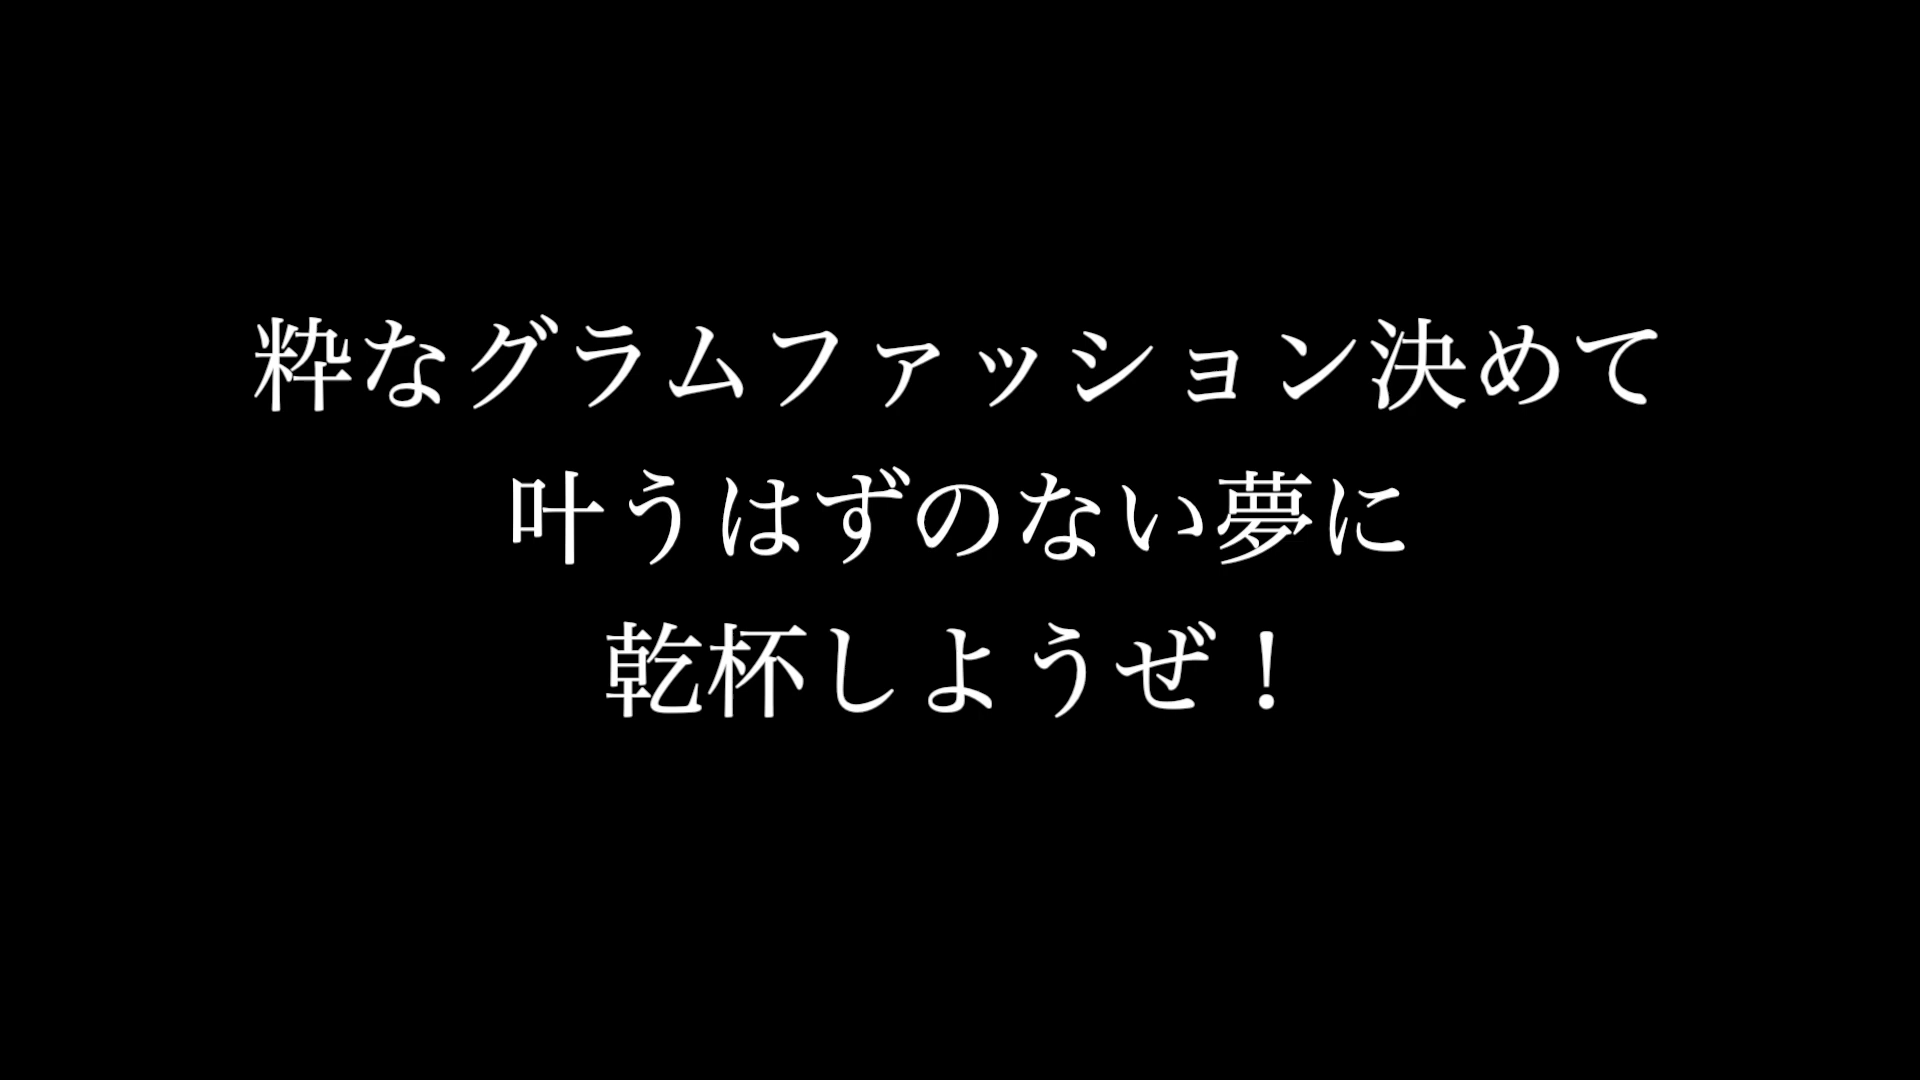 粋なグラムファッション決めて
叶うはずのない夢に
乾杯しようぜ！